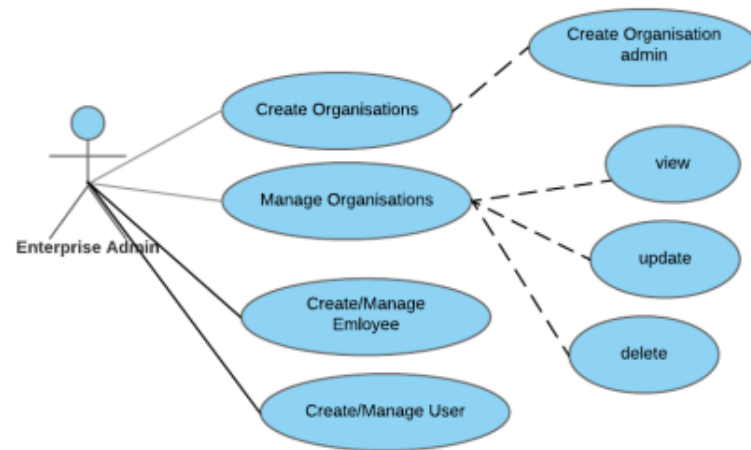 Create Organisation
admin
Create Organisations
view
Manage Organisations
Enterprise Admin
update
Create/Manage
Emloyee
delete
Create/Manage User